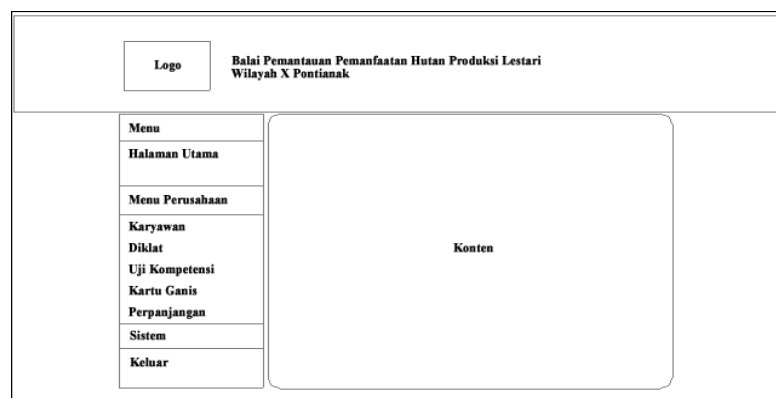 Logo
Balai Pemantauan Pemanfaatan Hutan Produksi Lestari
Wilayah X Pontianak
Menu
Halaman Utama
Menu Perusahaan
Karyawan
Diklat
Uji Kompetensi
Kartu Ganis
Perpanjangan
Sistem
Keluar
Konten